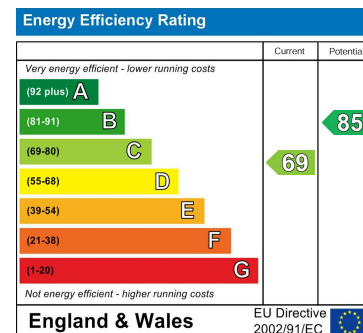 Energy Efficiency Rating
Current Potential
Very energy efficient - lower running costs
(92 plus) A
(81-91) B
85
(69-80) C
69
(55-68) D
(39-54) E
(21-38) F
(1-20) G
Not energy efficient - higher running costs
England & Wales
EU Directive
2002/91/EC